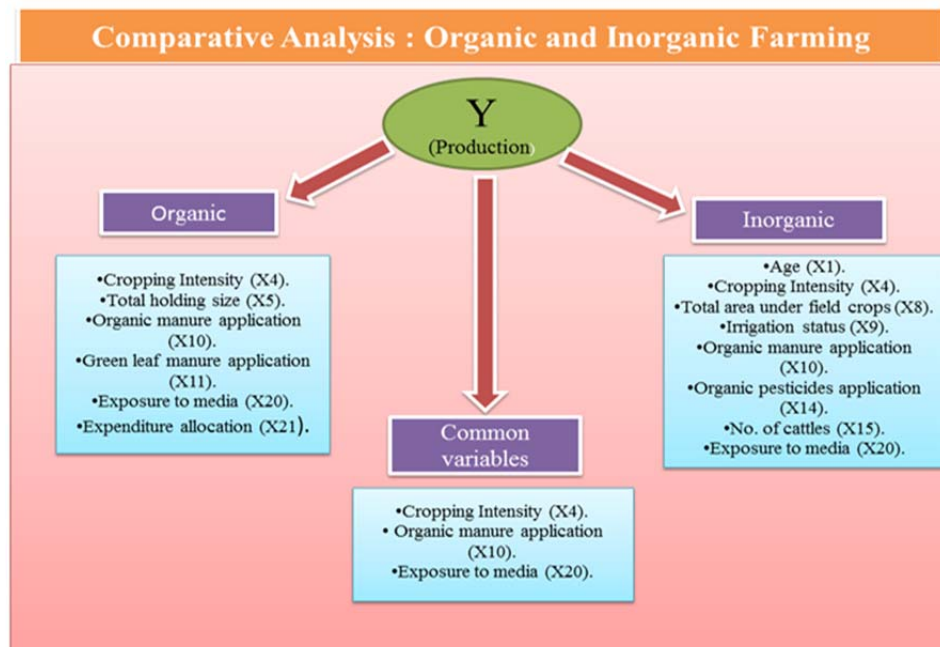 Comparative Analysis : Organic and Inorganic Farming
Y
(Production)
Organic
•Cropping Intensity (X4).
•Total holding size (X5).
•Organic manure application
(X10).
•Green leaf manure application
(X11).
•Exposure to media (X20).
•Expenditure allocation (X21).
Common
variables
•Cropping Intensity (X4).
• Organic manure application
(X10).
•Exposure to media (X20).
Inorganic
•Age (X1).
•Cropping Intensity (X4).
•Total area under field crops (X8).
•Irrigation status (X9).
•Organic manure application
(X10).
•Organic pesticides application
(X14).
•No. of cattles (X15).
•Exposure to media (X20).